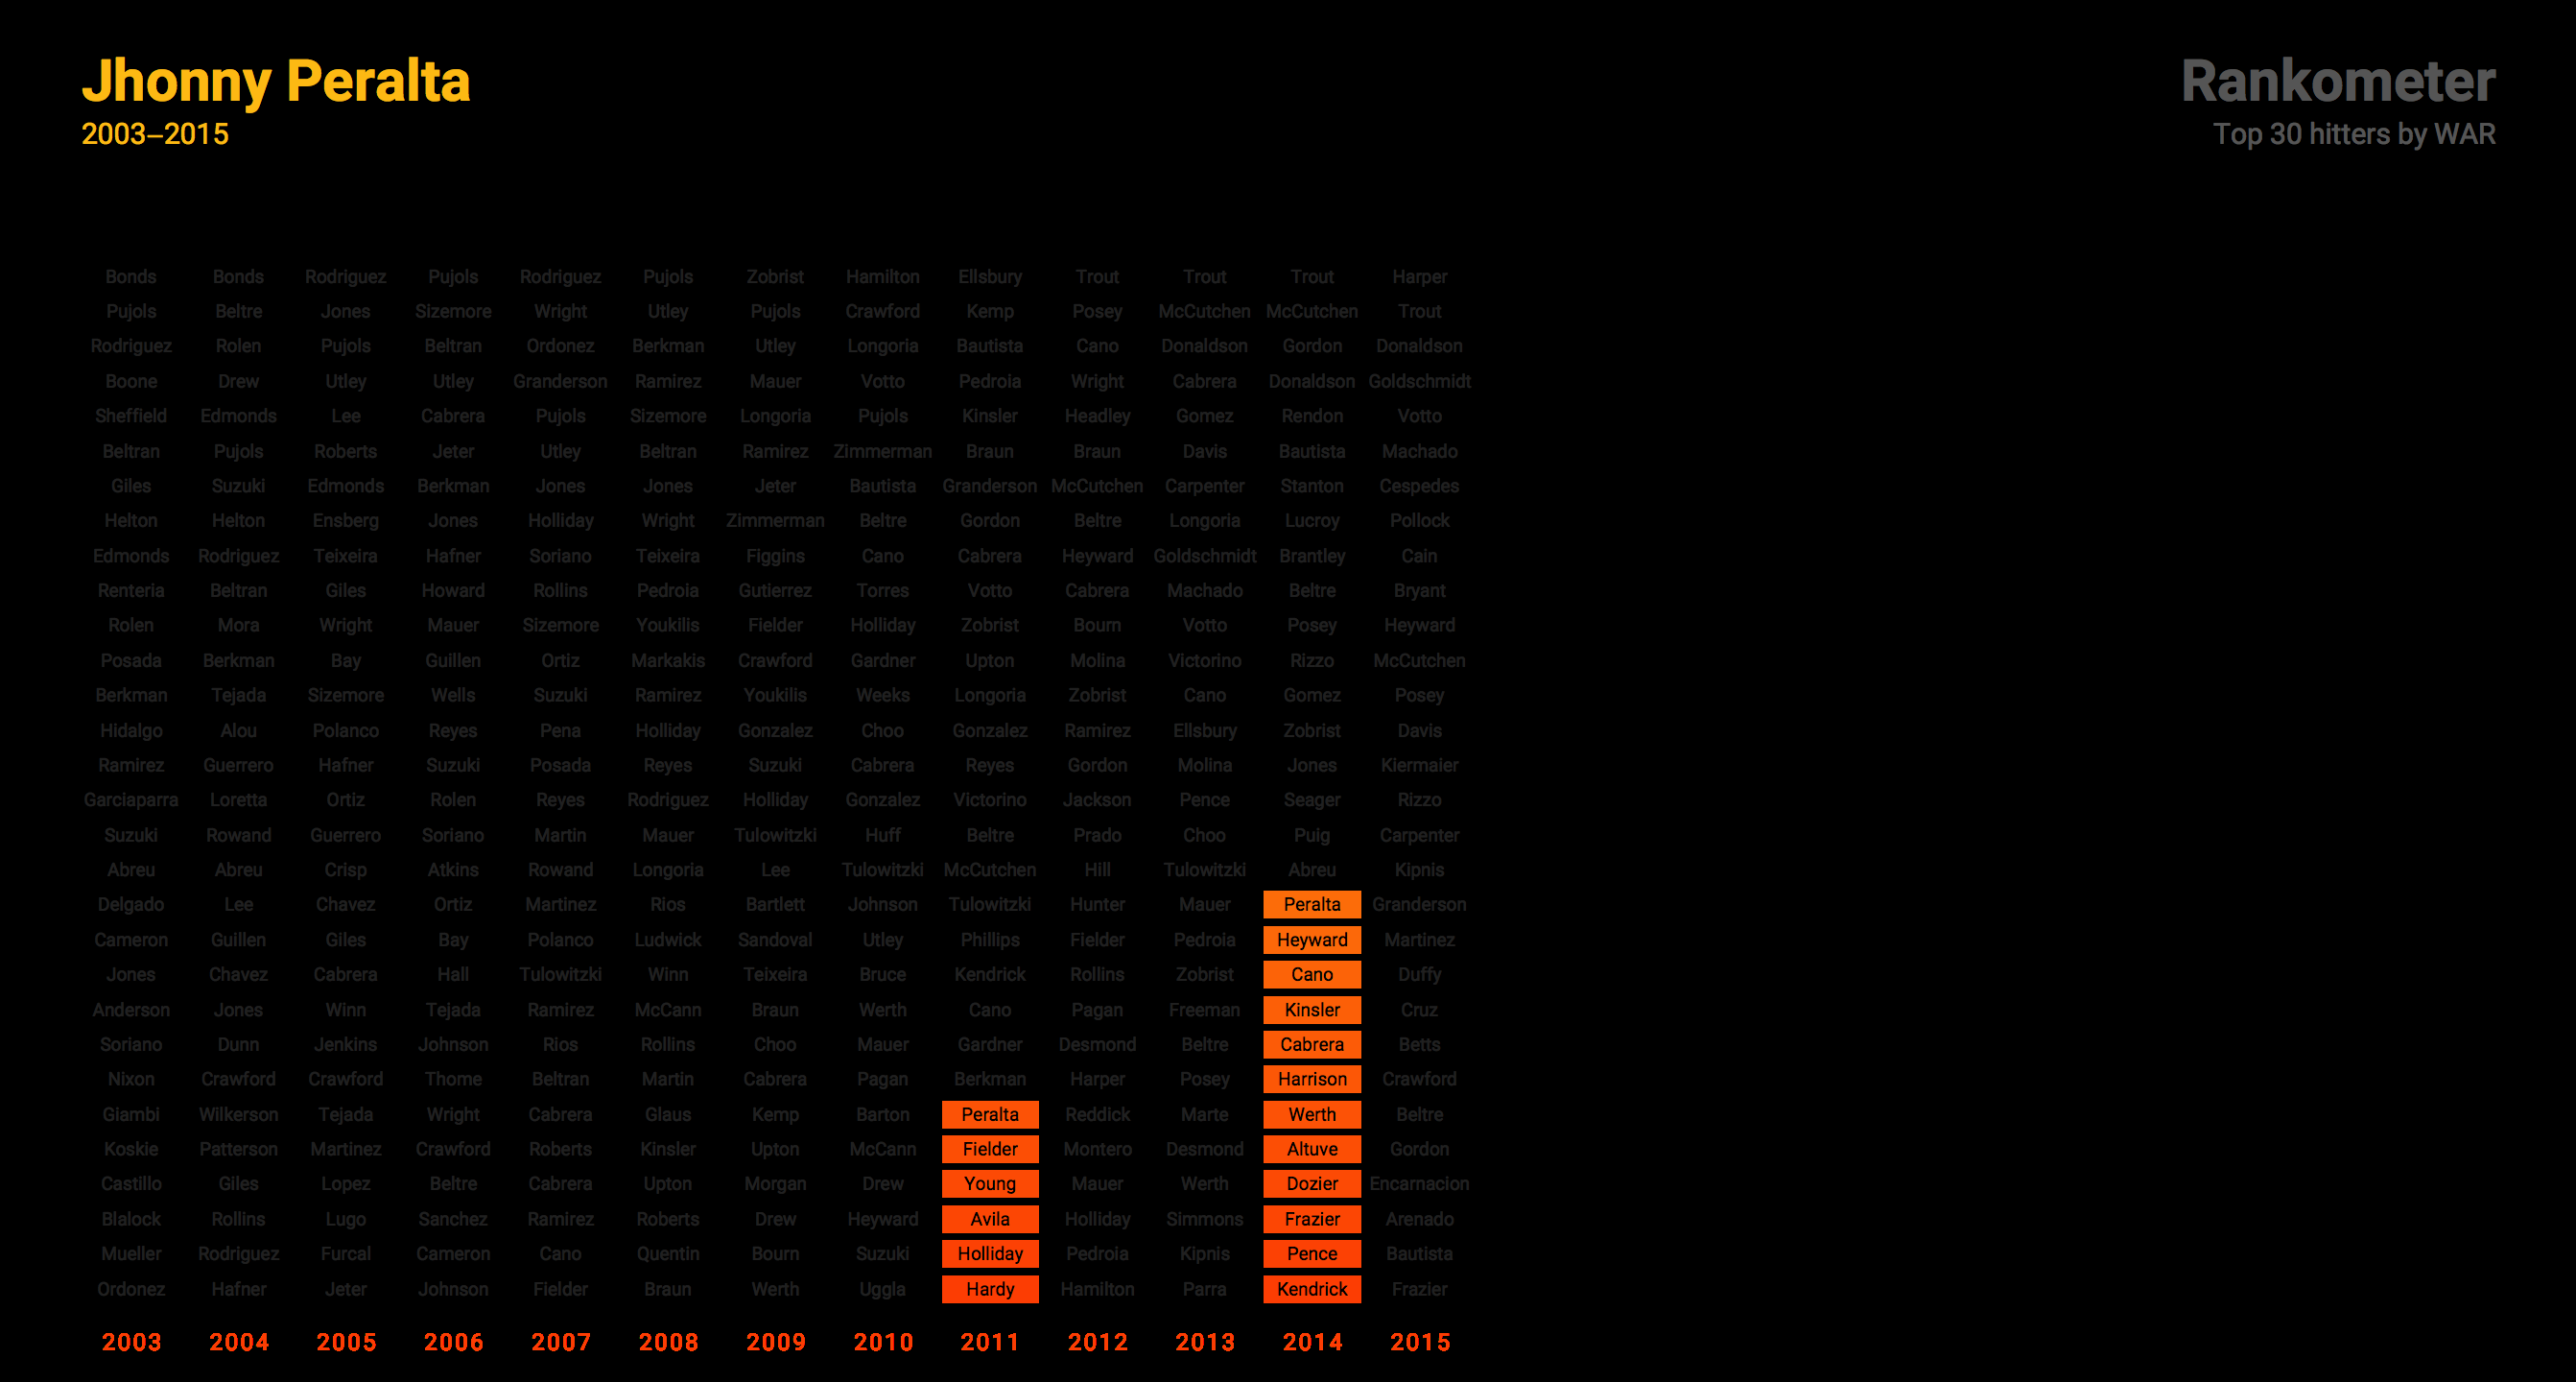 Jhonny Peralta
2003–2015
Rankometer
Top 30 hitters by WAR
Bonds Bonds Rodriguez Pujols Rodriguez Pujols Zobrist Hamilton Ellsbury Trout Trout Trout Harper
Pujols Beltre Jones Sizemore Wright Utley Pujols Crawford Kemp Posey McCutchen McCutchen Trout
Rodriguez Rolen Pujols Beltran Ordonez Berkman Utley Longoria Bautista Cano Donaldson Gordon Donaldson
Boone Drew Utley Utley Granderson Ramirez Mauer Votto Pedroia Wright Cabrera Donaldson Goldschmidt
Sheffield Edmonds Lee Cabrera Pujols Sizemore Longoria Pujols Kinsler Headley Gomez Rendon Votto
Beltran Pujols Roberts Jeter Utley Beltran Ramirez Zimmerman Braun Braun Davis Bautista Machado
Giles Suzuki Edmonds Berkman Jones Jones Jeter Bautista Granderson McCutchen Carpenter Stanton Cespedes
Helton Helton Ensberg Jones Holliday Wright Zimmerman Beltre Gordon Beltre Longoria Lucroy Pollock
Edmonds Rodriguez Teixeira Hafner Soriano Teixeira Figgins Cano Cabrera Heyward Goldschmidt Brantley Cain
Renteria Beltran Giles Howard Rollins Pedroia Gutierrez Torres Votto Cabrera Machado Beltre Bryant
Rolen Mora Wright Mauer Sizemore Youkilis Fielder Holliday Zobrist Bourn Votto Posey Heyward
Posada Berkman Bay Guillen Ortiz Markakis Crawford Gardner Upton Molina Victorino Rizzo McCutchen
Berkman Tejada Sizemore Wells Suzuki Ramirez Youkilis Weeks Longoria Zobrist Cano Gomez Posey
Hidalgo Alou Polanco Reyes Pena Holliday Gonzalez Choo Gonzalez Ramirez Ellsbury Zobrist Davis
Ramirez Guerrero Hafner Suzuki Posada Reyes Suzuki Cabrera Reyes Gordon Molina Jones Kiermaier
Garciaparra Loretta Ortiz Rolen Reyes Rodriguez Holliday Gonzalez Victorino Jackson Pence Seager Rizzo
Suzuki Rowand Guerrero Soriano Martin Mauer Tulowitzki Huff Beltre Prado Choo Puig Carpenter
Abreu Abreu Crisp Atkins Rowand Longoria Lee Tulowitzki McCutchen Hill Tulowitzki Abreu Kipnis
Delgado Lee Chavez Ortiz Martinez Rios Bartlett Johnson Tulowitzki Hunter Mauer Peralta Granderson
Cameron Guillen Giles Bay Polanco Ludwick Sandoval Utley Phillips Fielder Pedroia Heyward Martinez
Jones Chavez Cabrera Hall Tulowitzki Winn Teixeira Bruce Kendrick Rollins Zobrist Cano Duffy
Anderson Jones Winn Tejada Ramirez McCann Braun Werth Cano Pagan Freeman Kinsler Cruz
Soriano Dunn Jenkins Johnson Rios Rollins Choo Mauer Gardner Desmond Beltre Cabrera Betts
Nixon Crawford Crawford Thome Beltran Martin Cabrera Pagan Berkman Harper Posey Harrison Crawford
Giambi Wilkerson Tejada Wright Cabrera Glaus Kemp Barton Peralta Reddick Marte Werth Beltre
Koskie Patterson Martinez Crawford Roberts Kinsler Upton McCann Fielder Montero Desmond Altuve Gordon
Castillo Giles Lopez Beltre Cabrera Upton Morgan Drew Young Mauer Werth Dozier Encarnacion
Blalock Rollins Lugo Sanchez Ramirez Roberts Drew Heyward Avila Holliday Simmons Frazier Arenado
Mueller Rodriguez Furcal Cameron Cano Quentin Bourn Suzuki Holliday Pedroia Kipnis Pence Bautista
Ordonez Hafner Jeter Johnson Fielder Braun Werth Uggla Hardy Hamilton Parra Kendrick Frazier
2003 2004 2005 2006 2007 2008 2009 2010 2011 2012 2013 2014 2015